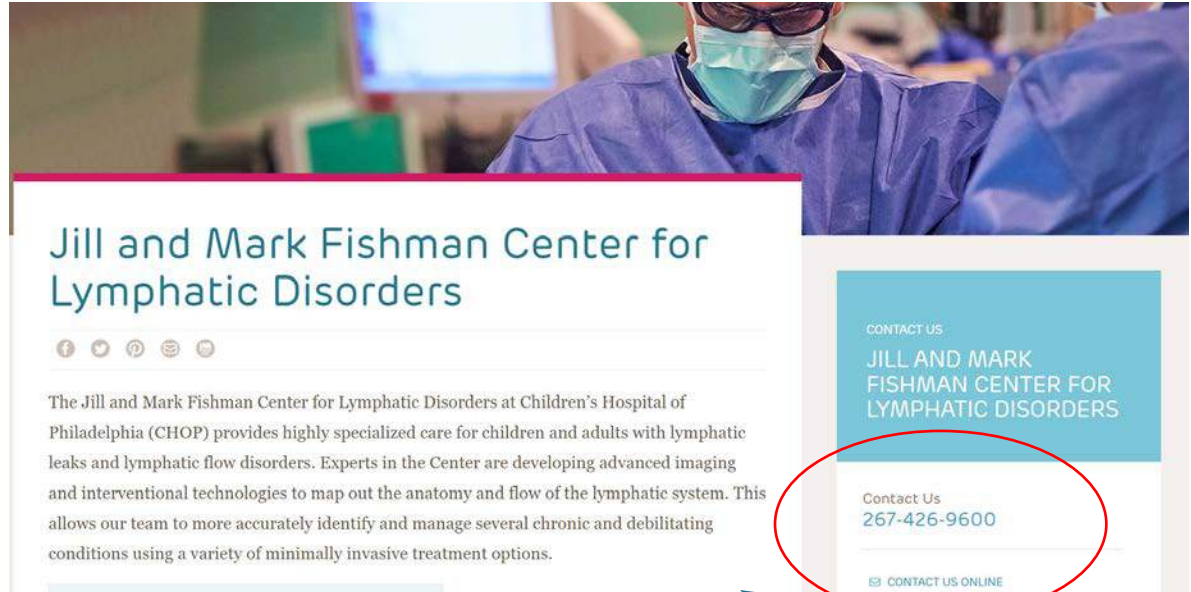 Jill and Mark Fishman Center for
Lymphatic Disorders
The Jill and Mark Fishman Center for Lymphatic Disorders at Children’s Hospital of
Philadelphia (CHOP) provides highly specialized care for children and adults with lymphatic
leaks and lymphatic flow disorders. Experts in the Center are developing advanced imaging
and interventional technologies to map out the anatomy and flow of the lymphatic system. This
allows our team to more accurately identify and manage several chronic and debilitating
conditions using a variety of minimally invasive treatment options.
CONTACT US
JILL AND MARK
FISHMAN CENTER FOR
LYMPHATIC DISORDERS
Contact Us
267-426-9600
CONTACT US ONLINE